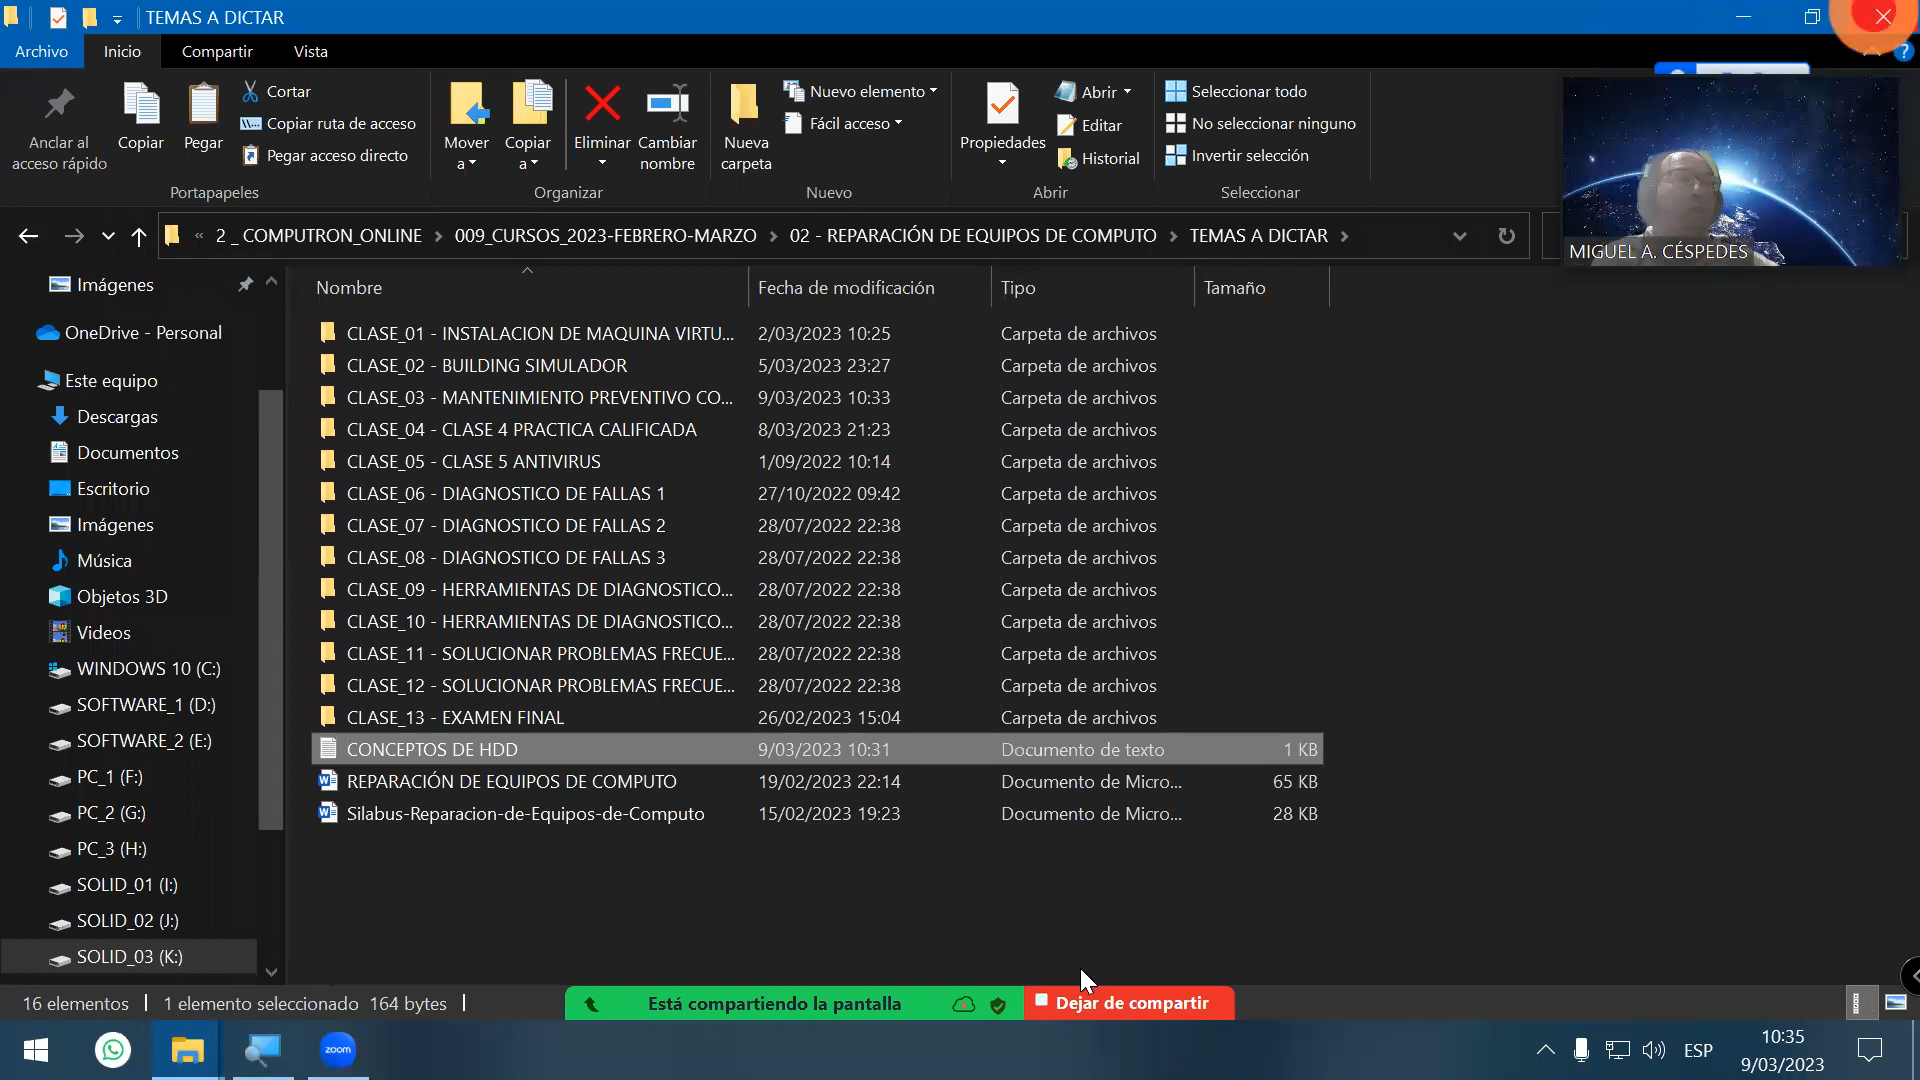 TEMAS A DICTAR
Archivo Inicio Compartir Vista
Anclar al acceso rápido
Copiar
Pegar
Cortar
Copiar ruta de acceso
Pegar acceso directo
Portapapeles
Mover a
Copiar a
Eliminar
Cambiar nombre
Organizar
Nueva carpeta
Nuevo elemento
Fácil acceso
Nuevo
Propiedades
Abrir
Editar
Historial
Abrir
Seleccionar todo
No seleccionar ninguno
Invertir selección
Seleccionar
MIGUEL A. CÉSPEDES
« 2 _ COMPUTRON_ONLINE > 009_CURSOS_2023-FEBRERO-MARZO > 02 - REPARACIÓN DE EQUIPOS DE COMPUTO > TEMAS A DICTAR >
Imágenes
OneDrive - Personal
Este equipo
Descargas
Documentos
Escritorio
Imágenes
Música
Objetos 3D
Videos
WINDOWS 10 (C:)
SOFTWARE_1 (D:)
SOFTWARE_2 (E:)
PC_1 (F:)
PC_2 (G:)
PC_3 (H:)
SOLID_01 (I:)
SOLID_02 (J:)
SOLID_03 (K:)
Nombre Fecha de modificación Tipo Tamaño
CLASE_01 - INSTALACION DE MAQUINA VIRTU... 2/03/2023 10:25 Carpeta de archivos
CLASE_02 - BUILDING SIMULADOR 5/03/2023 23:27 Carpeta de archivos
CLASE_03 - MANTENIMIENTO PREVENTIVO CO... 9/03/2023 10:33 Carpeta de archivos
CLASE_04 - CLASE 4 PRACTICA CALIFICADA 8/03/2023 21:23 Carpeta de archivos
CLASE_05 - CLASE 5 ANTIVIRUS 1/09/2022 10:14 Carpeta de archivos
CLASE_06 - DIAGNOSTICO DE FALLAS 1 27/10/2022 09:42 Carpeta de archivos
CLASE_07 - DIAGNOSTICO DE FALLAS 2 28/07/2022 22:38 Carpeta de archivos
CLASE_08 - DIAGNOSTICO DE FALLAS 3 28/07/2022 22:38 Carpeta de archivos
CLASE_09 - HERRAMIENTAS DE DIAGNOSTICO... 28/07/2022 22:38 Carpeta de archivos
CLASE_10 - HERRAMIENTAS DE DIAGNOSTICO... 28/07/2022 22:38 Carpeta de archivos
CLASE_11 - SOLUCIONAR PROBLEMAS FRECUE... 28/07/2022 22:38 Carpeta de archivos
CLASE_12 - SOLUCIONAR PROBLEMAS FRECUE... 28/07/2022 22:38 Carpeta de archivos
CLASE_13 - EXAMEN FINAL 26/02/2023 15:04 Carpeta de archivos
CONCEPTOS DE HDD 9/03/2023 10:31 Documento de texto 1 KB
REPARACIÓN DE EQUIPOS DE COMPUTO 19/02/2023 22:14 Documento de Micro... 65 KB
Silabus-Reparacion-de-Equipos-de-Computo 15/02/2023 19:23 Documento de Micro... 28 KB
16 elementos 1 elemento seleccionado 164 bytes
Está compartiendo la pantalla Dejar de compartir
zoom
ESP
10:35
9/03/2023